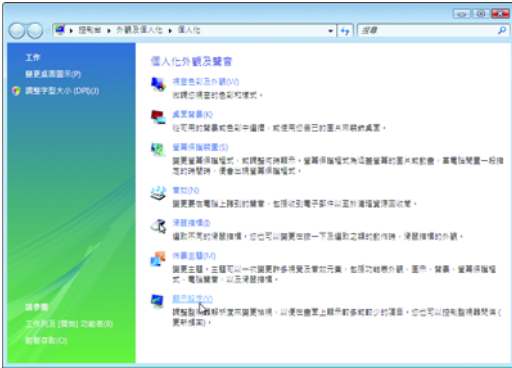 控制台 ▸ 外觀及個人化 ▸ 個人化
搜尋
工作
變更桌面圖示(P)
調整字型大小 (DPI)(J)
請參閱
工作列及 [開始] 功能表(R)
輕鬆存取(O)
個人化外觀及聲音
視窗色彩及外觀(W)
微調您視窗的色彩和樣式。
桌面背景(K)
從可用的背景或色彩中選擇，或使用您自己的圖片來裝飾桌面。
螢幕保護裝置(S)
變更螢幕保護程式，或調整何時顯示。螢幕保護程式為涵蓋螢幕的圖片或動畫，當電腦閒置一段指
定的時間時，便會出現螢幕保護程式。
音效(N)
變更要在電腦上聽到的聲音，包括收到電子郵件以至於清理資源回收筒。
滑鼠指標(I)
選取不同的滑鼠指標。您也可以變更在按一下及選取之類的動作時，滑鼠指標的外觀。
佈景主題(M)
變更主題。主題可以一次變更許多視覺及音效元素，包括功能表外觀、圖示、背景、螢幕保護程
式、電腦聲音，以及滑鼠指標。
顯示設定(Y)
調整監視器解析度來變更檢視，以便在畫面上顯示較多或較少的項目。您也可以控制監視器閃爍 (
更新頻率)。